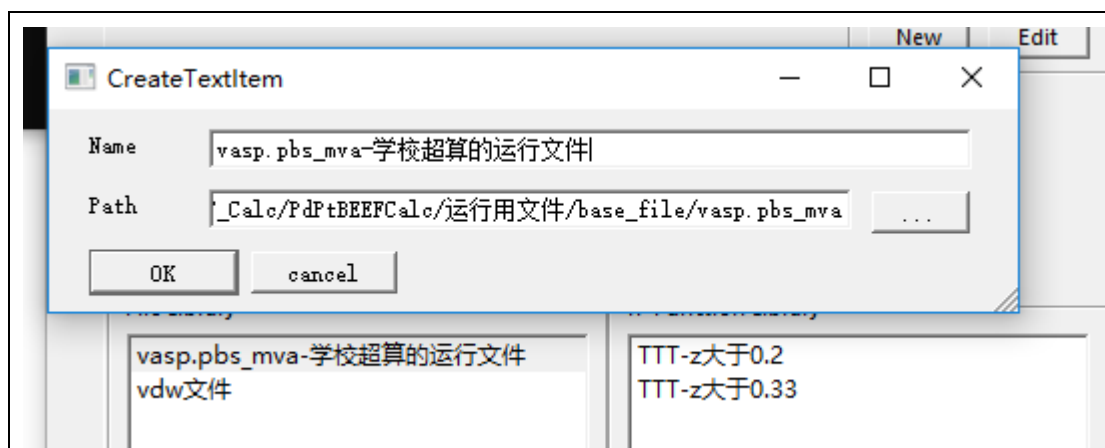 New Edit
CreateTextItem
Name vasp.pbs_mva-学校超算的运行文件
Path '_Calc/PdPtBEEFCalc/运行用文件/base_file/vasp.pbs_mva ...
OK cancel
vasp.pbs_mva-学校超算的运行文件
vdw文件
TTT-z大于0.2
TTT-z大于0.33